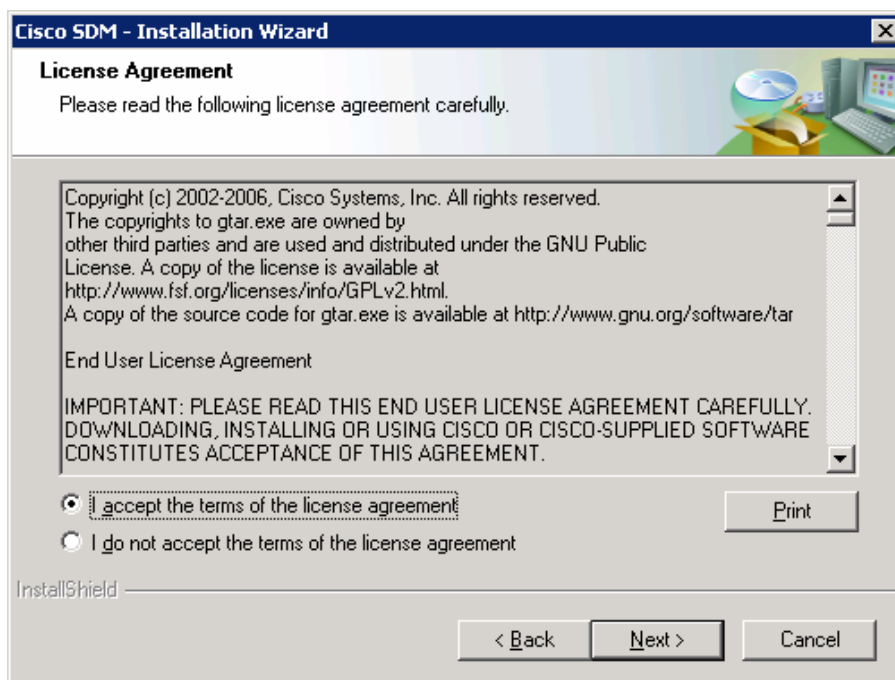 Cisco SDM - Installation Wizard
License Agreement
Please read the following license agreement carefully.
Copyright (c) 2002-2006, Cisco Systems, Inc. All rights reserved.
The copyrights to gtar.exe are owned by
other third parties and are used and distributed under the GNU Public
License. A copy of the license is available at
http://www.fsf.org/licenses/info/GPLv2.html.
A copy of the source code for gtar.exe is available at http://www.gnu.org/software/tar
End User License Agreement
IMPORTANT: PLEASE READ THIS END USER LICENSE AGREEMENT CAREFULLY.
DOWNLOADING, INSTALLING OR USING CISCO OR CISCO-SUPPLIED SOFTWARE
CONSTITUTES ACCEPTANCE OF THIS AGREEMENT.
I accept the terms of the license agreement
Print
I do not accept the terms of the license agreement
InstallShield
< Back
Next >
Cancel